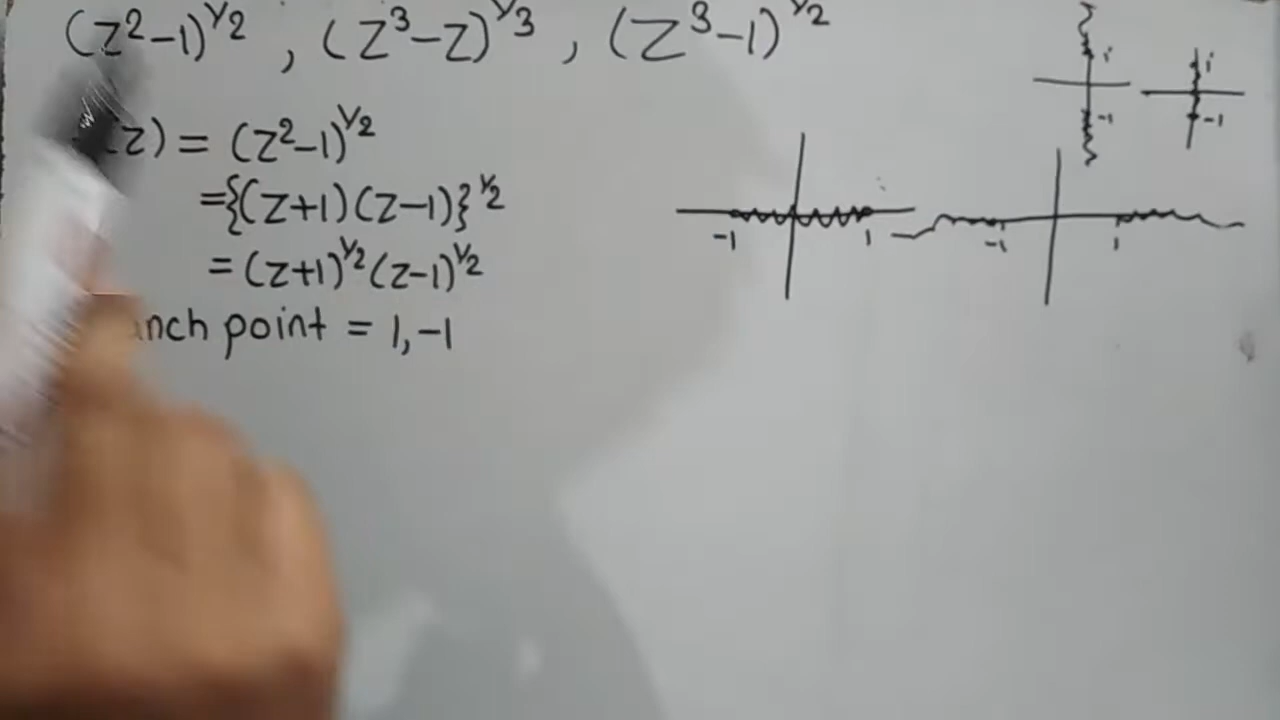 (z²-1)^½ , (z³-z)^⅓ , (z³-1)^½
z) = (z²-1)^½
={(z+1)(z-1)}^½
= (z+1)^½ (z-1)^½
anch point = 1, -1
i
-1
i
-1
-1 1
-1 1